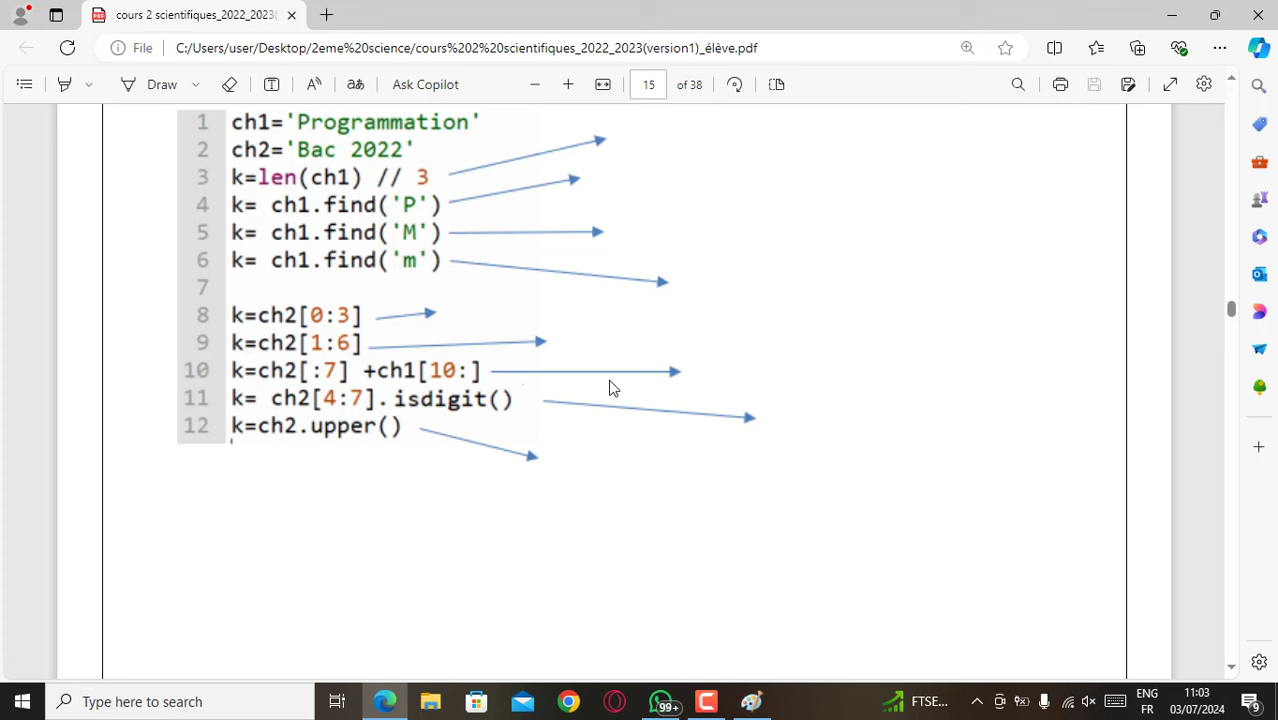 cours 2 scientifiques_2022_2023(
File
C:/Users/user/Desktop/2eme%20science/cours%202%20scientifiques_2022_2023(version1)_élève.pdf
Draw
aあ
Ask Copilot
15
of 38
1 ch1='Programmation'
2 ch2='Bac 2022'
3 k=len(ch1) // 3
4 k= ch1.find('P')
5 k= ch1.find('M')
6 k= ch1.find('m')
7
8 k=ch2[0:3]
9 k=ch2[1:6]
10 k=ch2[:7] +ch1[10:]
11 k= ch2[4:7].isdigit()
12 k=ch2.upper()
Type here to search
99+
FTSE...
ENG
FR
11:03
03/07/2024
9